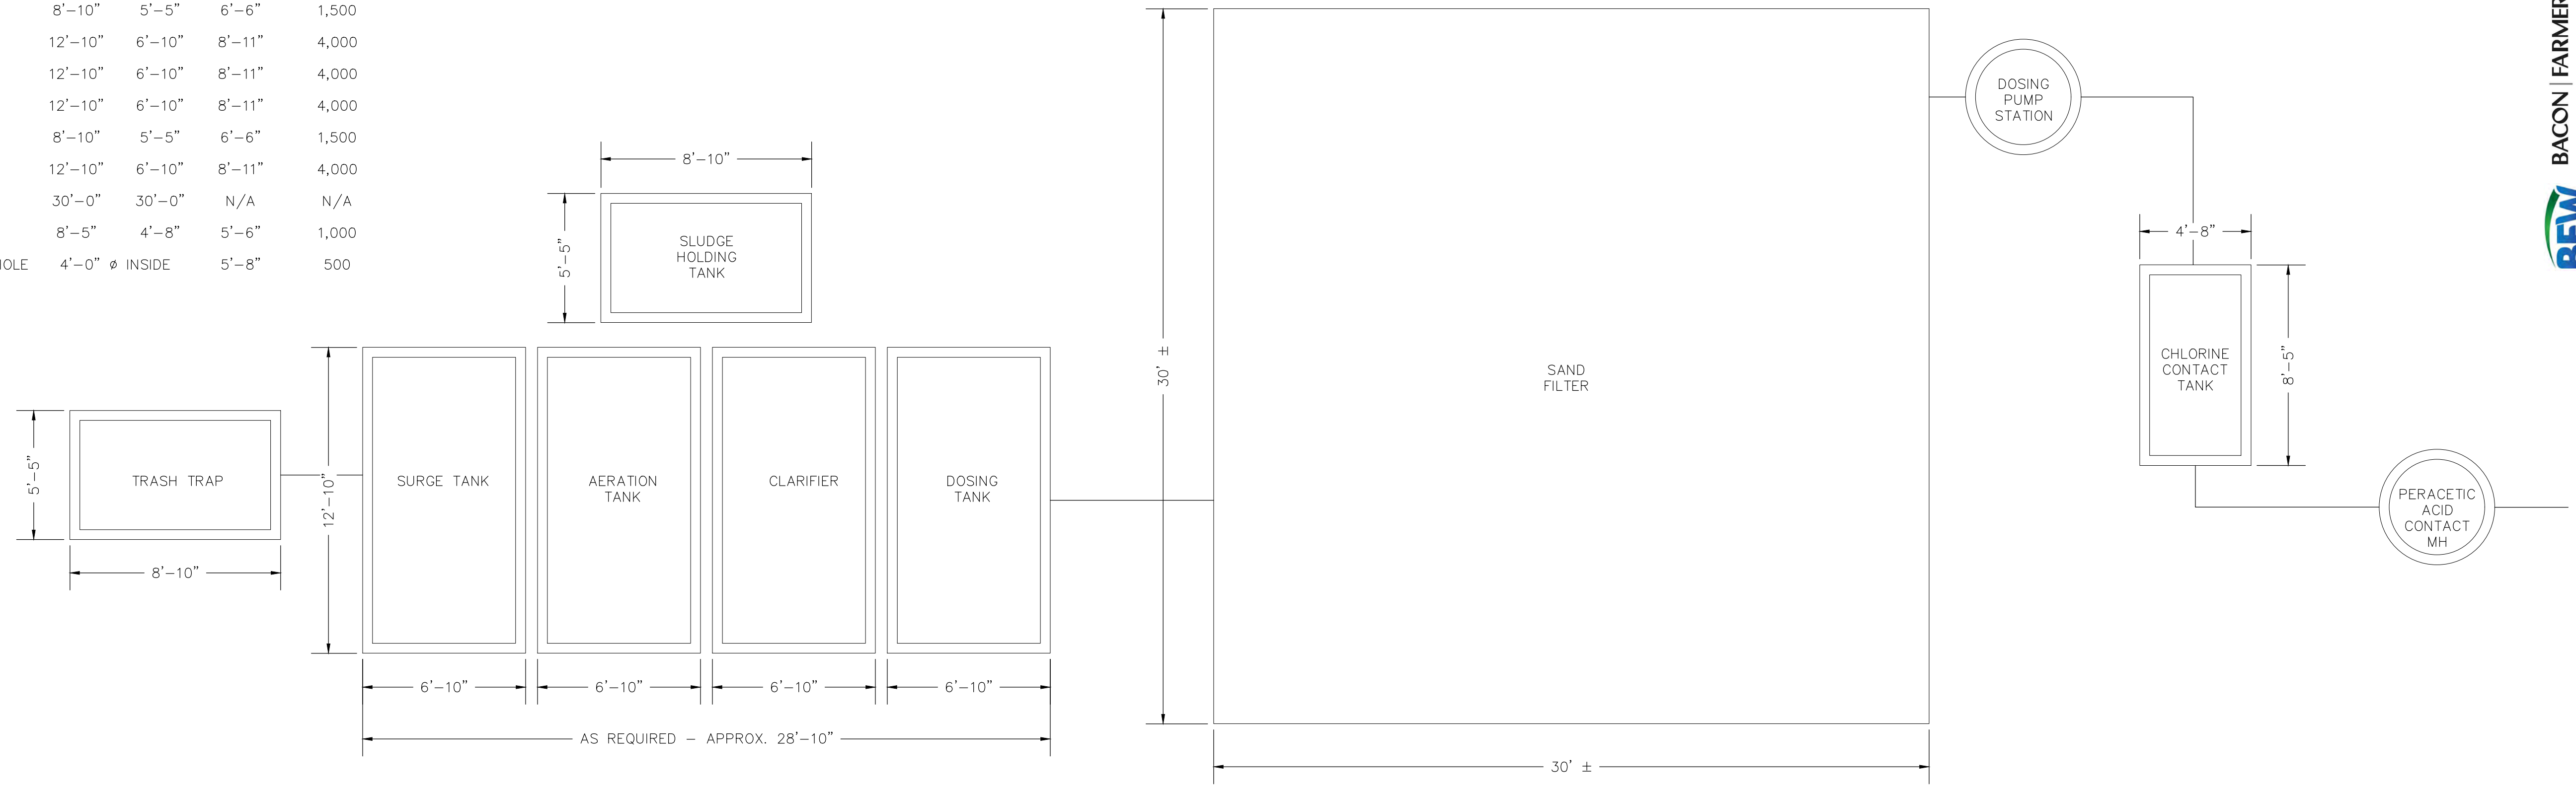 8'-10" 5'-5" 6'-6" 1,500
12'-10" 6'-10" 8'-11" 4,000
12'-10" 6'-10" 8'-11" 4,000
12'-10" 6'-10" 8'-11" 4,000
8'-10" 5'-5" 6'-6" 1,500
12'-10" 6'-10" 8'-11" 4,000
30'-0" 30'-0" N/A N/A
8'-5" 4'-8" 5'-6" 1,000
4'-0" ø INSIDE 5'-8" 500
8'-10"
5'-5"
SLUDGE
HOLDING
TANK
5'-5"
TRASH TRAP
8'-10"
12'-10"
SURGE TANK
AERATION
TANK
CLARIFIER
DOSING
TANK
6'-10"
6'-10"
6'-10"
6'-10"
AS REQUIRED - APPROX. 28'-10"
30' ±
SAND
FILTER
30' ±
DOSING
PUMP
STATION
4'-8"
CHLORINE
CONTACT
TANK
8'-5"
PERACETIC
ACID
CONTACT
MH
BACON | FARMER
BFW